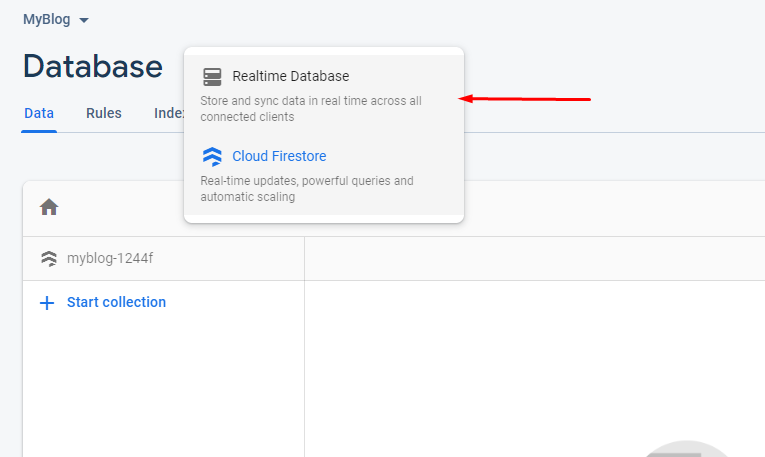 MyBlog
Database
Realtime Database
Store and sync data in real time across all
connected clients
Data Rules
Cloud Firestore
Real-time updates, powerful queries and
automatic scaling
myblog-1244f
Start collection